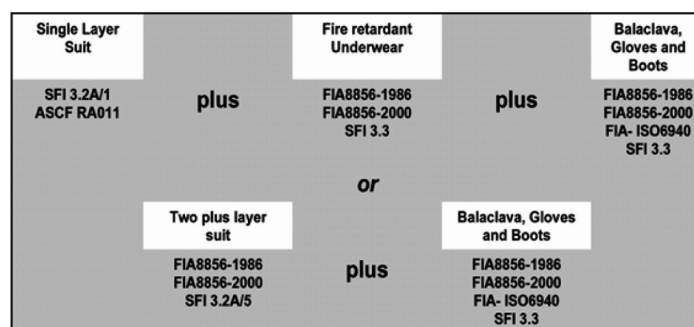 Single Layer
Suit
SFI 3.2A/1
ASCF RA011
plus
Fire retardant
Underwear
FIA8856-1986
FIA8856-2000
SFI 3.3
plus
Balaclava,
Gloves and
Boots
FIA8856-1986
FIA8856-2000
FIA- ISO6940
SFI 3.3
or
Two plus layer
suit
FIA8856-1986
FIA8856-2000
SFI 3.2A/5
plus
Balaclava, Gloves
and Boots
FIA8856-1986
FIA8856-2000
FIA- ISO6940
SFI 3.3